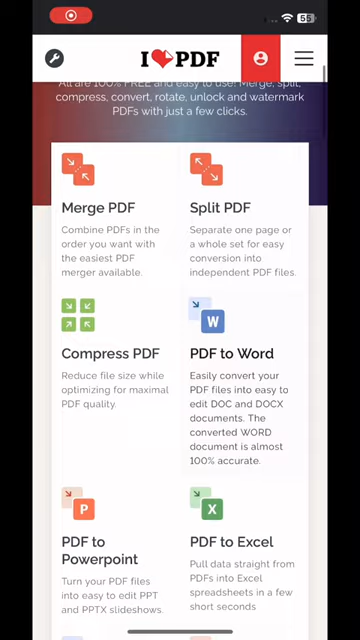 55
I PDF
All are 100% FREE and easy to use! Merge, split,
compress, convert, rotate, unlock and watermark
PDFs with just a few clicks.
Merge PDF
Combine PDFs in the
order you want with
the easiest PDF
merger available.
Split PDF
Separate one page or
a whole set for easy
conversion into
independent PDF files.
Compress PDF
Reduce file size while
optimizing for maximal
PDF quality.
W
PDF to Word
Easily convert your
PDF files into easy to
edit DOC and DOCX
documents. The
converted WORD
document is almost
100% accurate.
P
PDF to
Powerpoint
Turn your PDF files
into easy to edit PPT
and PPTX slideshows.
X
PDF to Excel
Pull data straight from
PDFs into Excel
spreadsheets in a few
short seconds